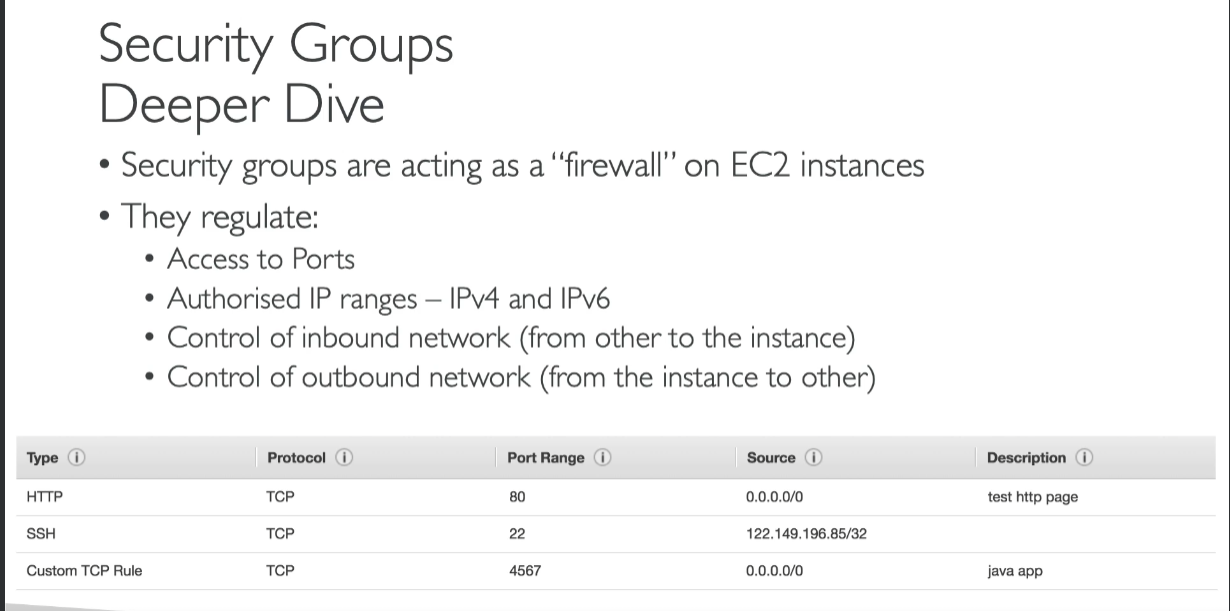 Security Groups
Deeper Dive
• Security groups are acting as a “firewall” on EC2 instances
• They regulate:
• Access to Ports
• Authorised IP ranges – IPv4 and IPv6
• Control of inbound network (from other to the instance)
• Control of outbound network (from the instance to other)
Type Protocol Port Range Source Description
HTTP TCP 80 0.0.0.0/0 test http page
SSH TCP 22 122.149.196.85/32
Custom TCP Rule TCP 4567 0.0.0.0/0 java app